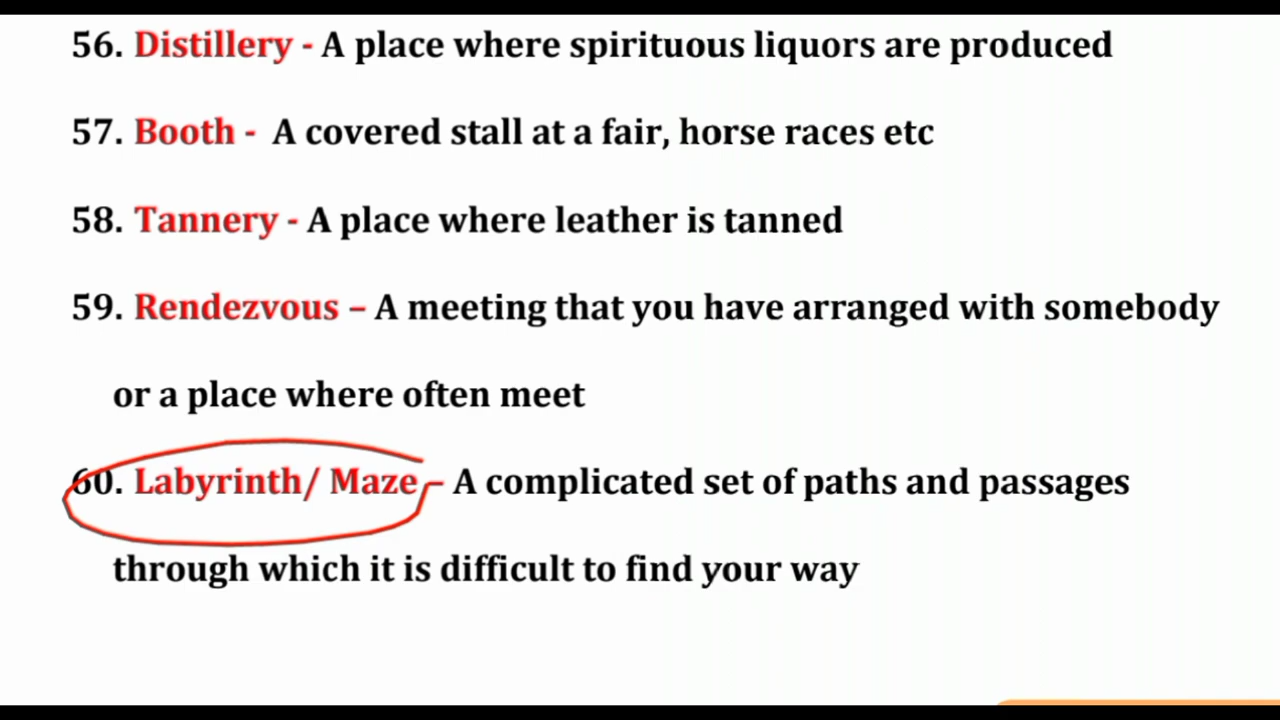 56. Distillery - A place where spirituous liquors are produced
57. Booth - A covered stall at a fair, horse races etc
58. Tannery - A place where leather is tanned
59. Rendezvous – A meeting that you have arranged with somebody
or a place where often meet
60. Labyrinth/ Maze – A complicated set of paths and passages
through which it is difficult to find your way